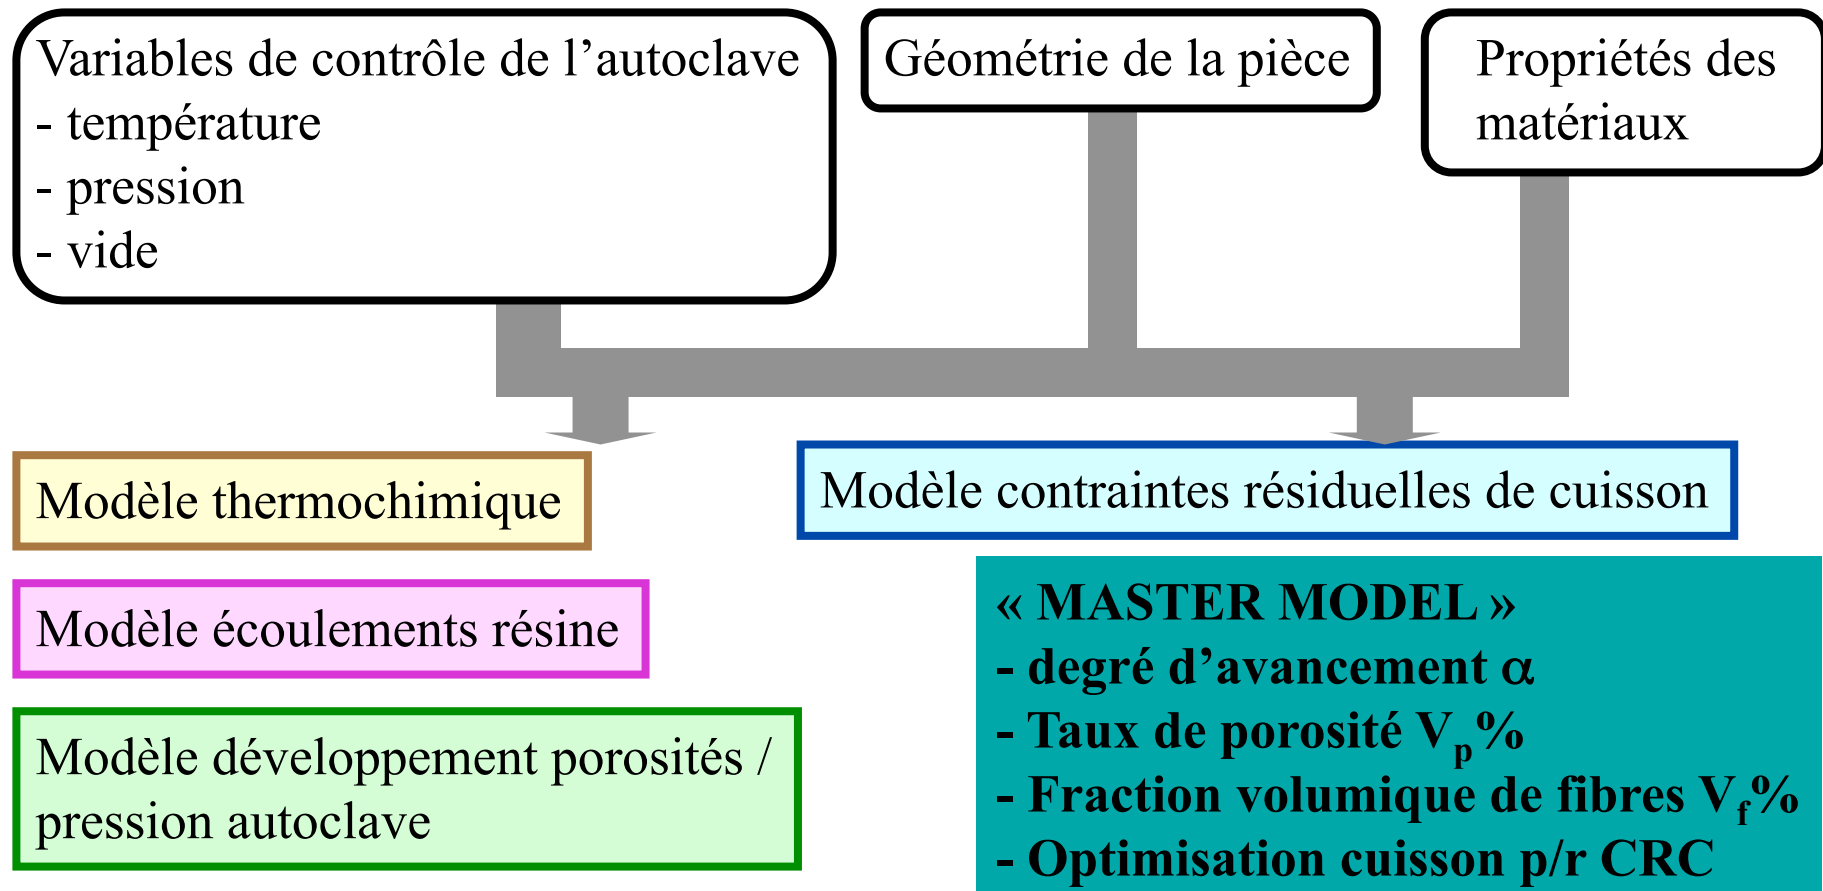 Variables de contrôle de l’autoclave
- température
- pression
- vide
Géométrie de la pièce
Propriétés des
matériaux
Modèle thermochimique
Modèle contraintes résiduelles de cuisson
Modèle écoulements résine
Modèle développement porosités /
pression autoclave
« MASTER MODEL »
- degré d’avancement α
- Taux de porosité Vp%
- Fraction volumique de fibres Vf%
- Optimisation cuisson p/r CRC